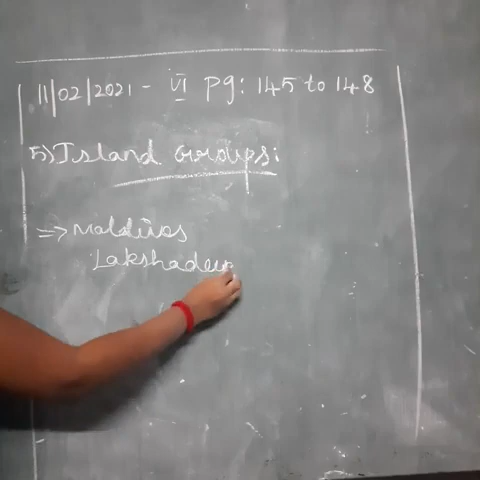 11/02/2021 - VI pg: 145 to 148
5) Island Groups:
=> Maldives
Lakshadeep